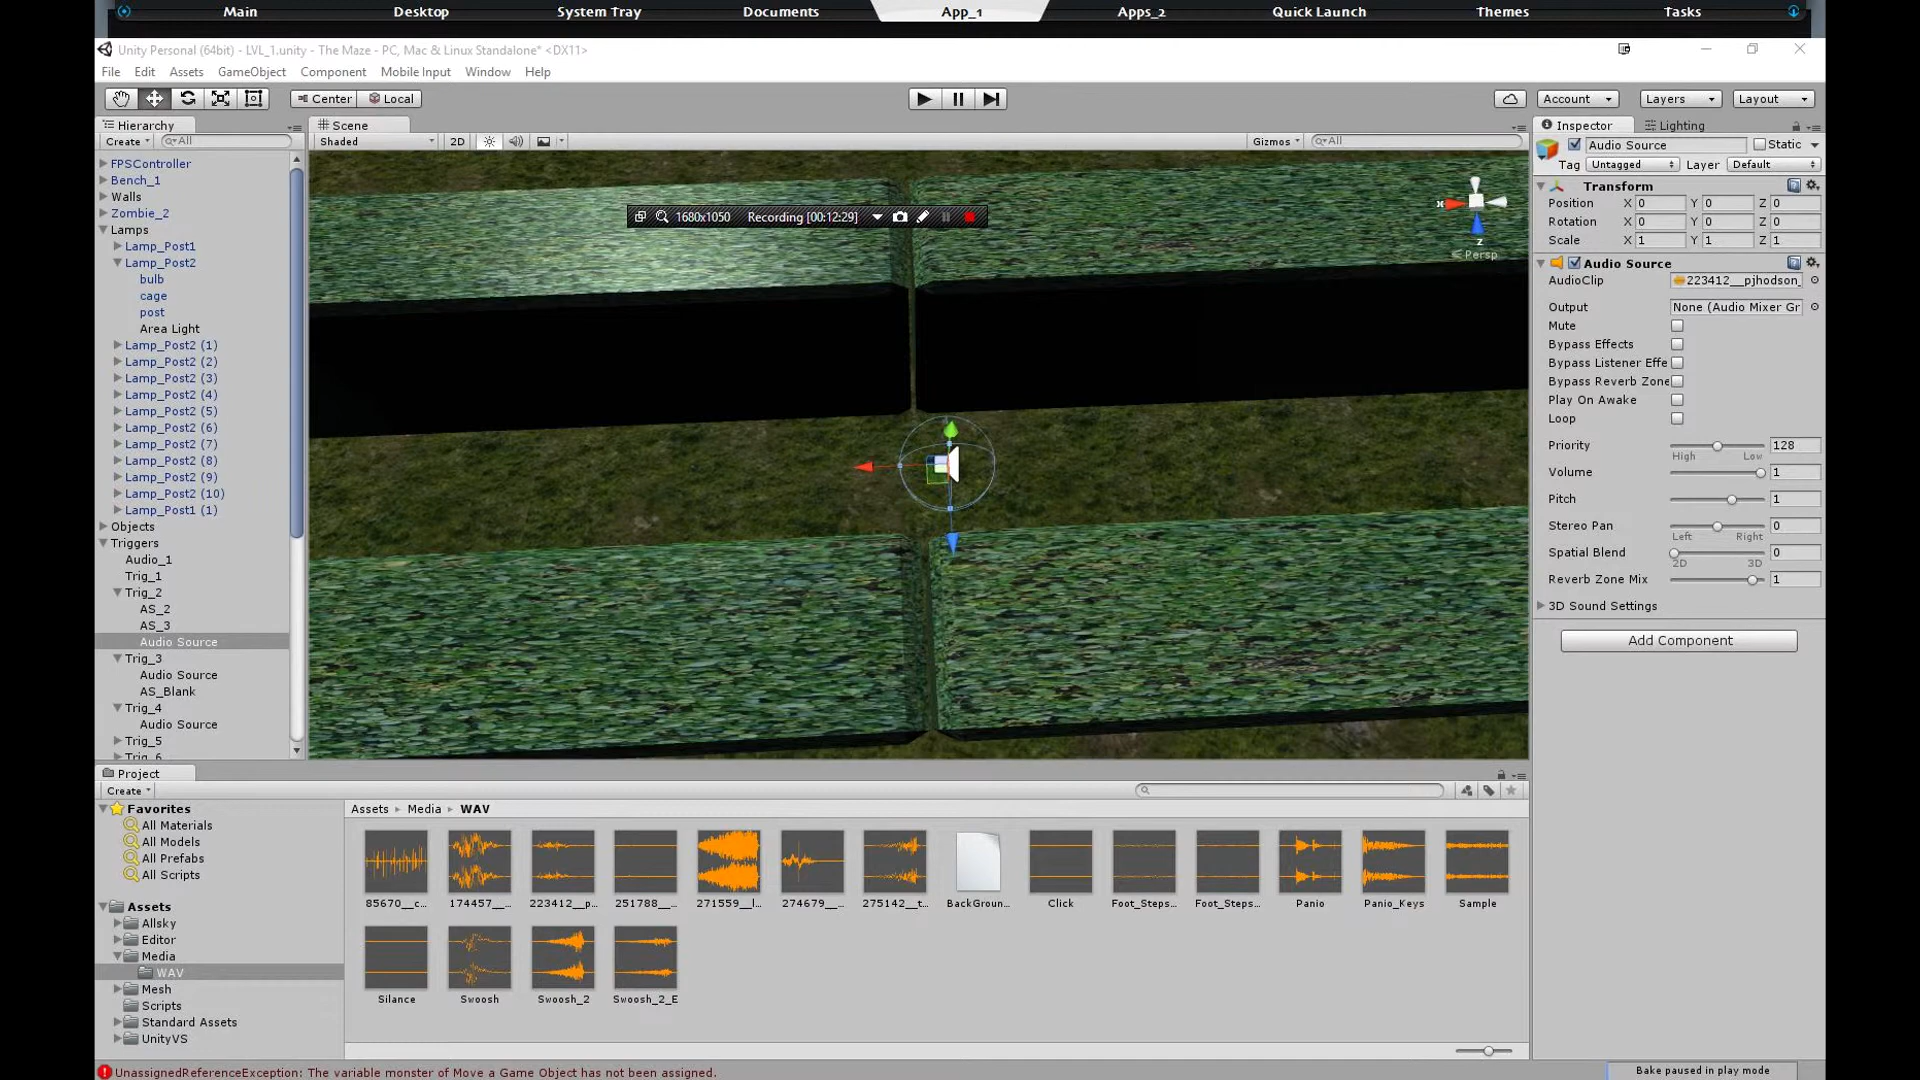 Main Desktop System Tray Documents App_1 Apps_2 Quick Launch Themes Tasks
Unity Personal (64bit) - LVL_1.unity - The Maze - PC, Mac & Linux Standalone* <DX11>
File Edit Assets GameObject Component Mobile Input Window Help
Center Local Account Layers Layout
Hierarchy Scene Inspector Lighting
Create All Shaded 2D Gizmos All
Audio Source Static
Tag Untagged Layer Default
FPSController
Bench_1
Walls
Zombie_2
Lamps
Lamp_Post1
Lamp_Post2
bulb
cage
post
Area Light
Lamp_Post2 (1)
Lamp_Post2 (2)
Lamp_Post2 (3)
Lamp_Post2 (4)
Lamp_Post2 (5)
Lamp_Post2 (6)
Lamp_Post2 (7)
Lamp_Post2 (8)
Lamp_Post2 (9)
Lamp_Post2 (10)
Lamp_Post1 (1)
Objects
Triggers
Audio_1
Trig_1
Trig_2
AS_2
AS_3
Audio Source
Trig_3
Audio Source
AS_Blank
Trig_4
Audio Source
Trig_5
Trig_6
1680x1050 Recording [00:12:29]
x
z
Persp
Transform
Position X 0 Y 0 Z 0
Rotation X 0 Y 0 Z 0
Scale X 1 Y 1 Z 1
Audio Source
AudioClip 223412__pjhodson_
Output None (Audio Mixer Gr
Mute
Bypass Effects
Bypass Listener Effe
Bypass Reverb Zone
Play On Awake
Loop
Priority 128
High Low
Volume 1
Pitch 1
Stereo Pan 0
Left Right
Spatial Blend 0
2D 3D
Reverb Zone Mix 1
3D Sound Settings
Add Component
Project
Create
Favorites
All Materials
All Models
All Prefabs
All Scripts
Assets
Allsky
Editor
Media
WAV
Mesh
Scripts
Standard Assets
UnityVS
Assets Media WAV
85670__c... 174457__... 223412__p... 251788__... 271559__l... 274679__... 275142__t... BackGroun... Click Foot_Steps... Foot_Steps... Panio Panio_Keys Sample
Silance Swoosh Swoosh_2 Swoosh_2_E
UnassignedReferenceException: The variable monster of Move a Game Object has not been assigned.
Bake paused in play mode